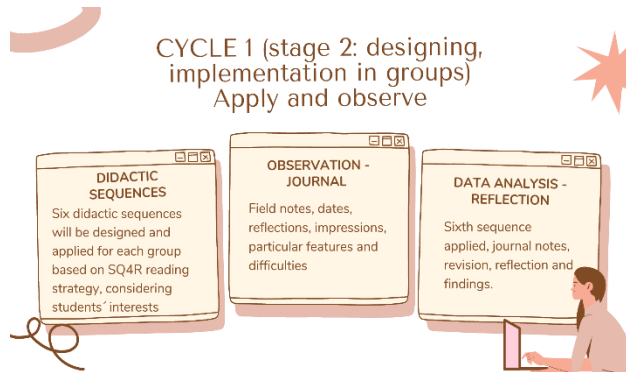 CYCLE 1 (stage 2: designing,
implementation in groups)
Apply and observe
DIDACTIC
SEQUENCES
Six didactic sequences
will be designed and
applied for each group
based on SQ4R reading
strategy, considering
students´ interests
OBSERVATION -
JOURNAL
Field notes, dates,
reflections, impressions,
particular features and
difficulties
DATA ANALYSIS -
REFLECTION
Sixth sequence
applied, journal notes,
revision, reflection and
findings.